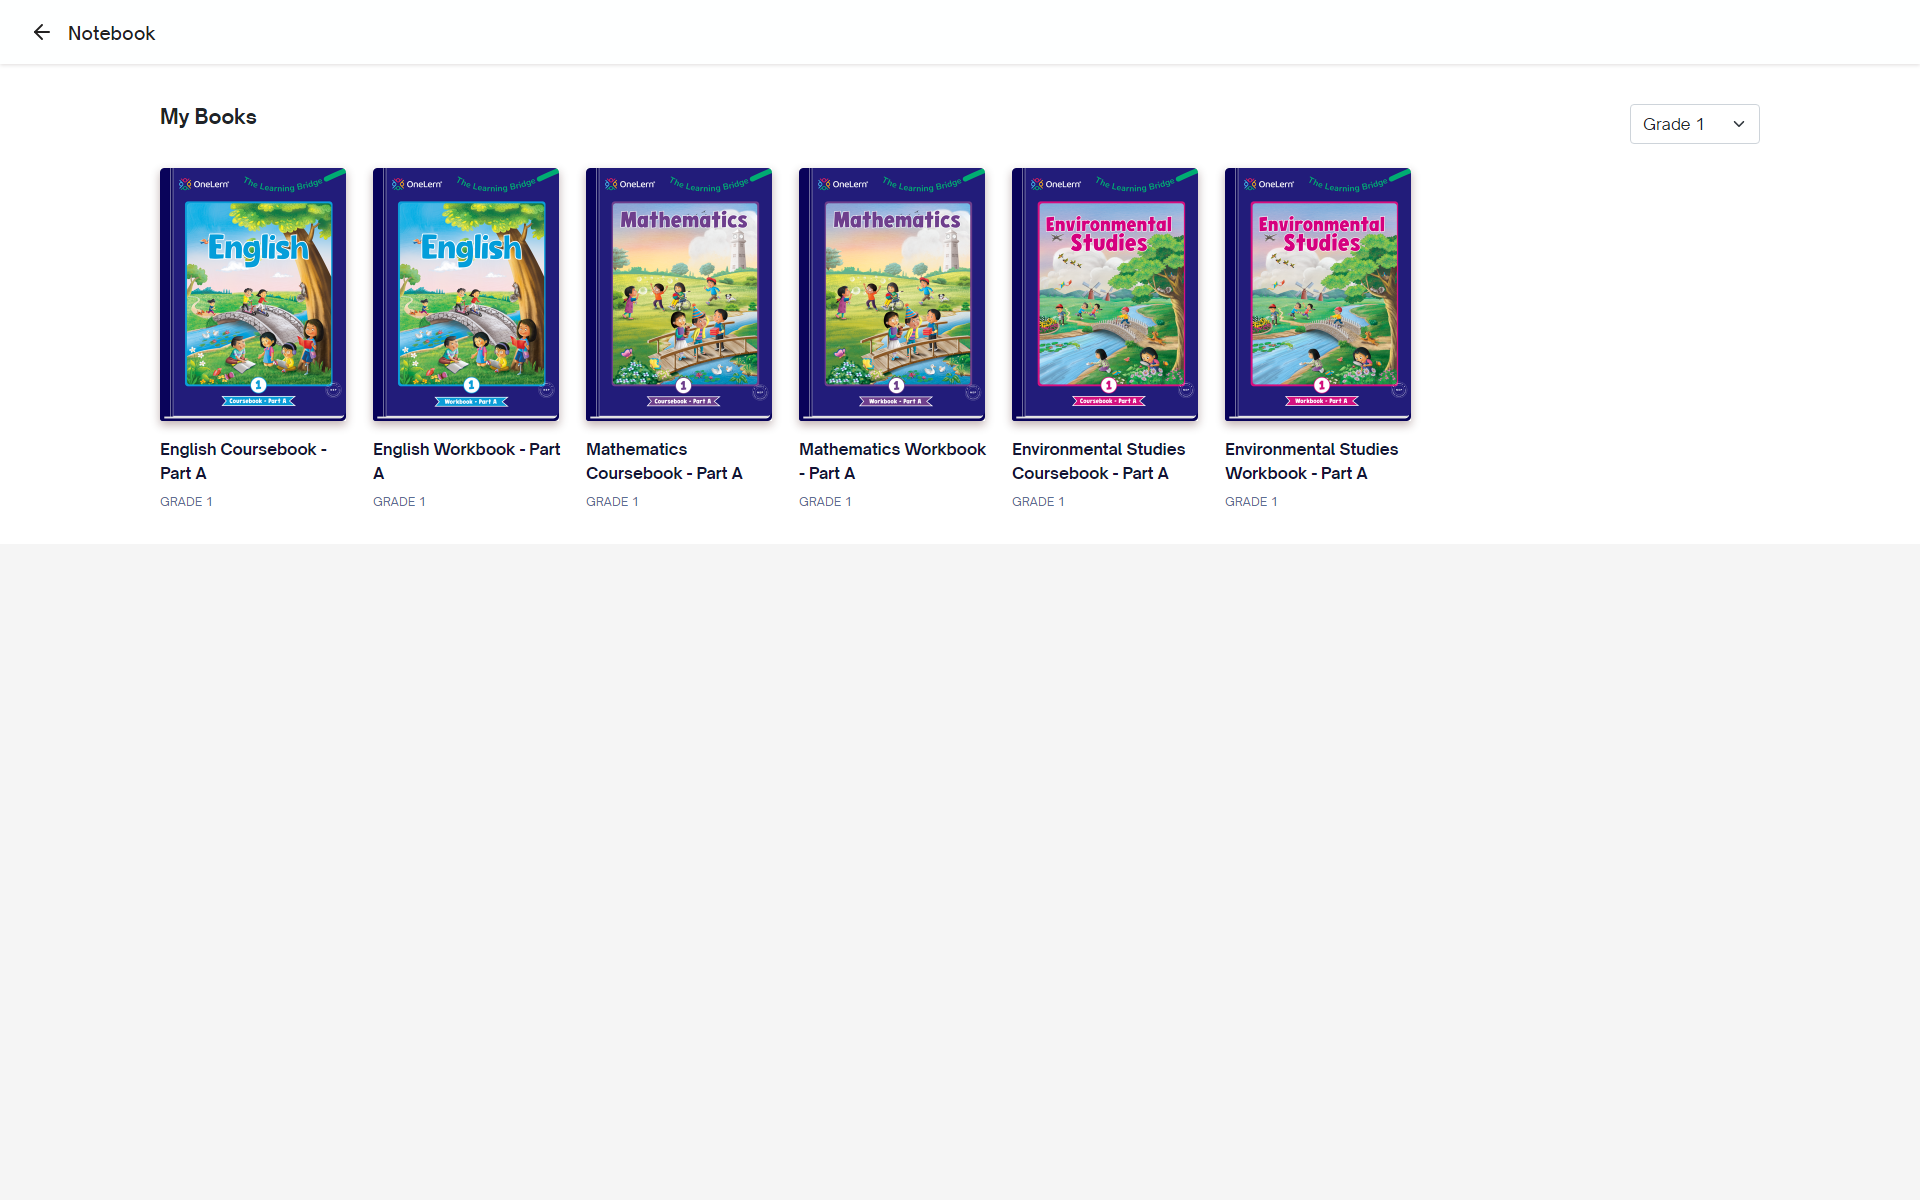 Notebook
My Books
Grade 1
OneLern
The Learning Bridge
English
1
Coursebook - Part A
OneLern
The Learning Bridge
English
1
Workbook - Part A
OneLern
The Learning Bridge
Mathematics
1
Coursebook - Part A
OneLern
The Learning Bridge
Mathematics
1
Workbook - Part A
OneLern
The Learning Bridge
Environmental
Studies
1
Coursebook - Part A
OneLern
The Learning Bridge
Environmental
Studies
1
Workbook - Part A
English Coursebook -
Part A
GRADE 1
English Workbook - Part
A
GRADE 1
Mathematics
Coursebook - Part A
GRADE 1
Mathematics Workbook
- Part A
GRADE 1
Environmental Studies
Coursebook - Part A
GRADE 1
Environmental Studies
Workbook - Part A
GRADE 1